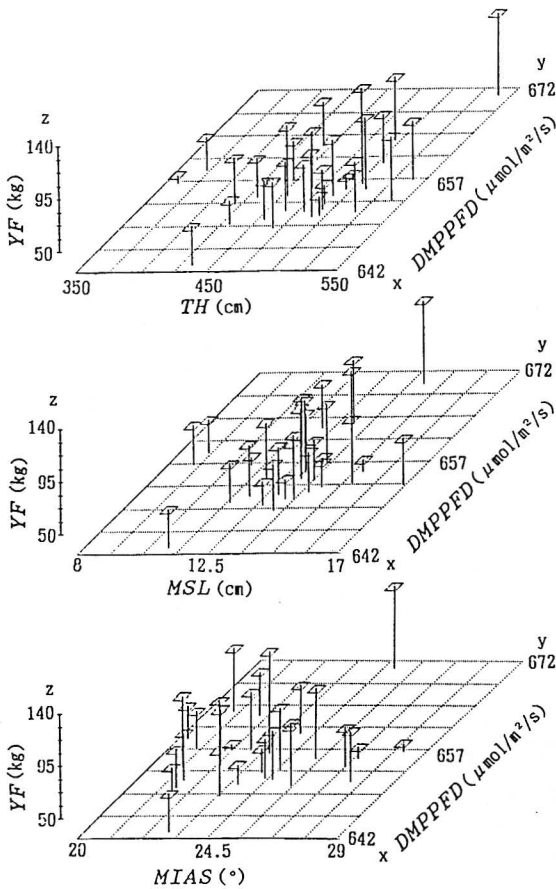 y
672
z
140
95
50
YF (kg)
657
DMPPFD (μmol/m²/s)
642
x
350
450
550
TH (cm)
y
672
z
140
95
50
YF (kg)
657
DMPPFD (μmol/m²/s)
642
x
8
12.5
17
MSL (cm)
y
672
z
140
95
50
YF (kg)
657
DMPPFD (μmol/m²/s)
642
x
20
24.5
29
MIAS (°)